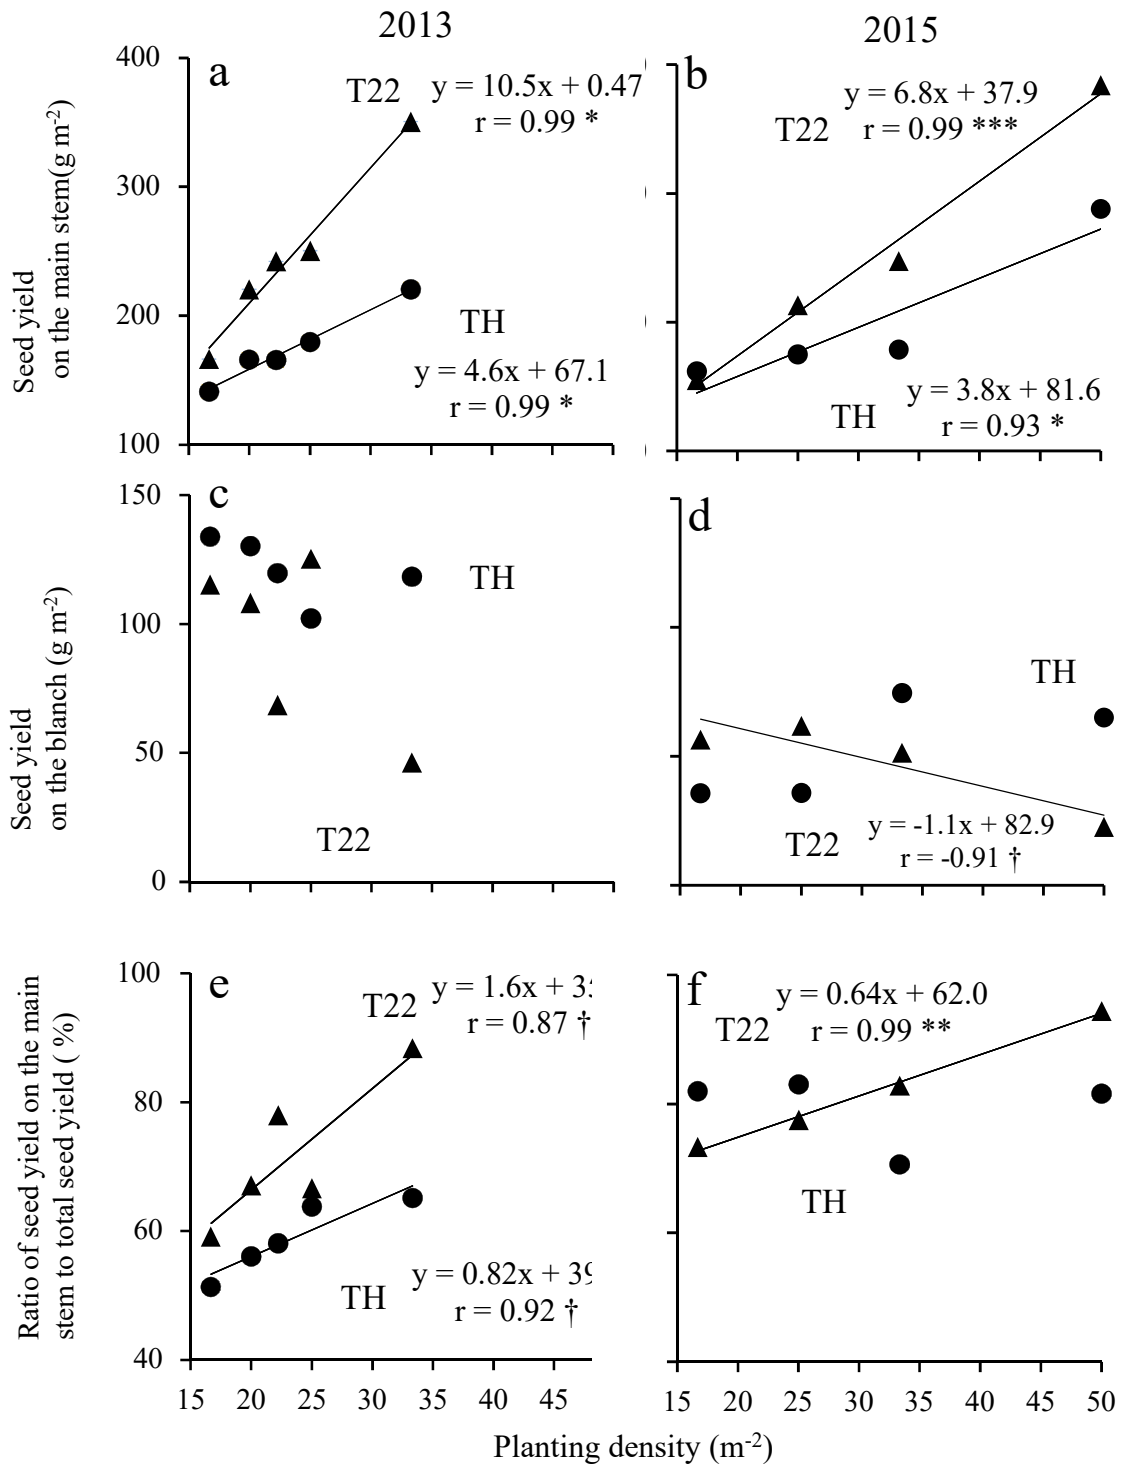 2013
2015
Seed yield
on the main stem(g m-2)
400
300
200
100
a
T22
y = 10.5x + 0.47
r = 0.99 *
TH
y = 4.6x + 67.1
r = 0.99 *
b
T22
y = 6.8x + 37.9
r = 0.99 ***
TH
y = 3.8x + 81.6
r = 0.93 *
Seed yield
on the blanch (g m-2)
150
100
50
0
c
TH
T22
d
TH
T22
y = -1.1x + 82.9
r = -0.91 †
Ratio of seed yield on the main
stem to total seed yield ( %)
100
80
60
40
e
T22
y = 1.6x +
r = 0.87 †
TH
y = 0.82x +
r = 0.92 †
f
T22
y = 0.64x + 62.0
r = 0.99 **
TH
15 20 25 30 35 40 45
15 20 25 30 35 40 45 50
Planting density (m-2)